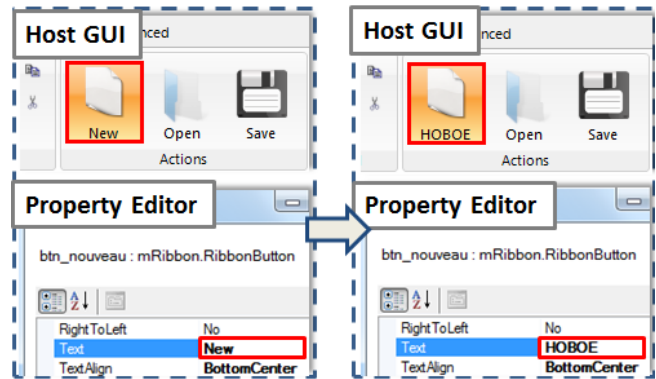 Host GUI
nced
New
Open
Save
Actions
Property Editor
btn_nouveau : mRibbon.RibbonButton
A
Z
RightToLeft No
Text New
TextAlign BottomCenter
Host GUI
nced
HOBOE
Open
Save
Actions
Property Editor
btn_nouveau : mRibbon.RibbonButton
A
Z
RightToLeft No
Text HOBOE
TextAlign BottomCenter